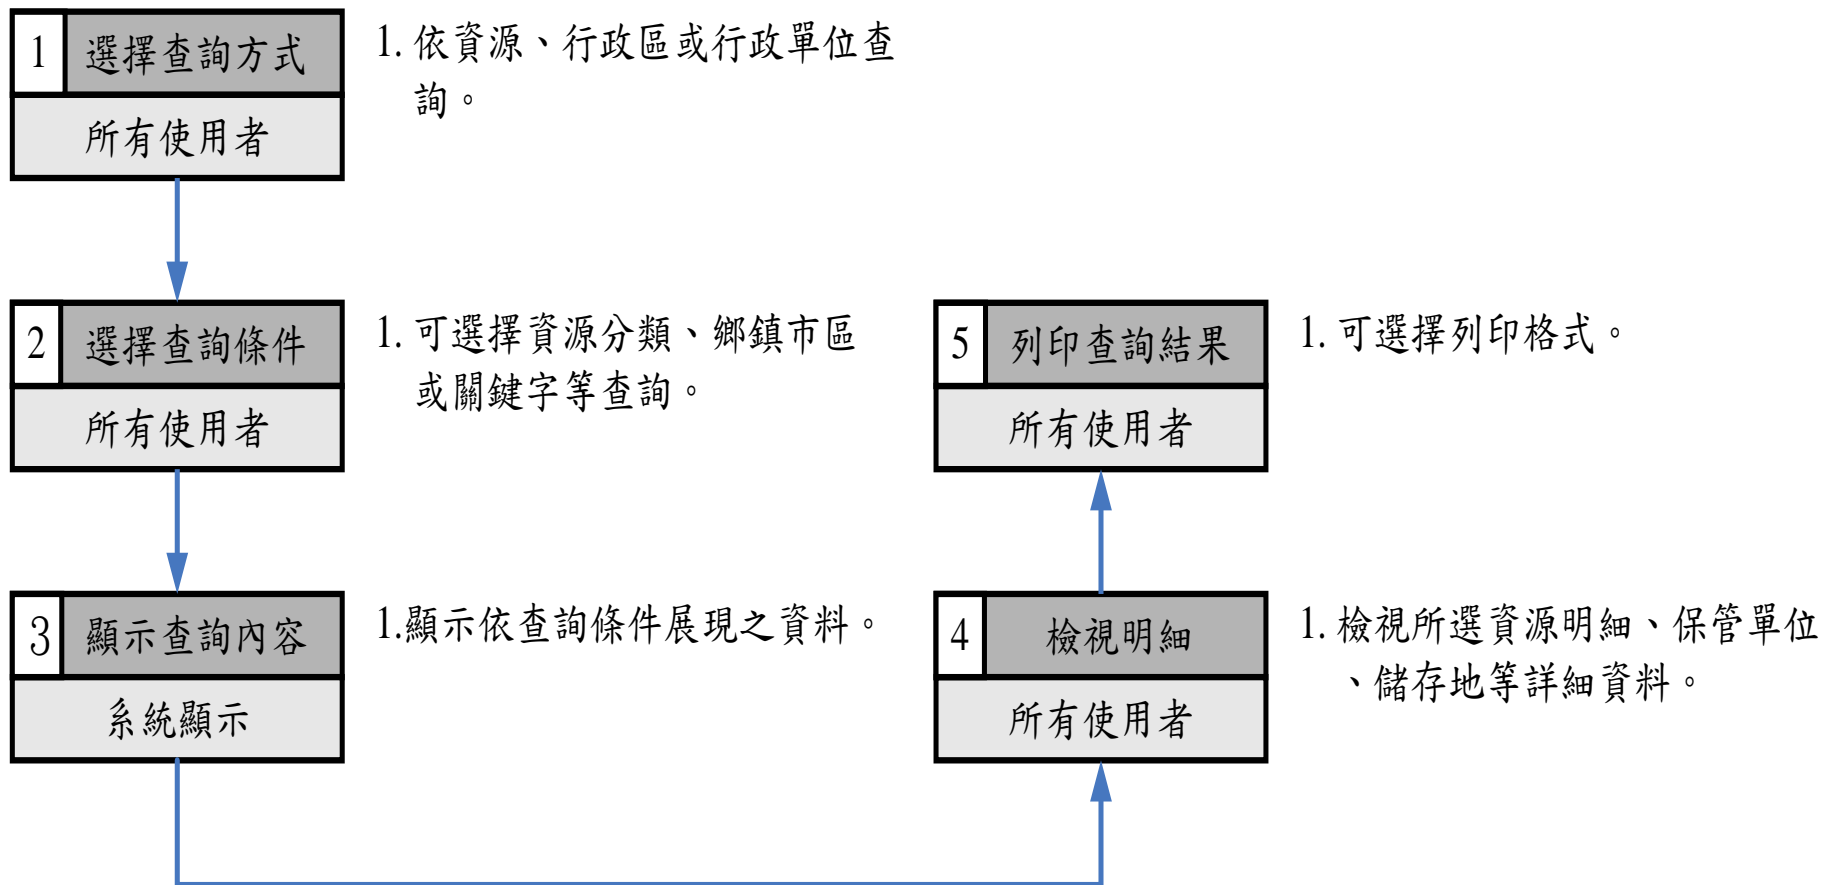 1 選擇查詢方式
所有使用者
1. 依資源、行政區或行政單位查
詢。
2 選擇查詢條件
所有使用者
1. 可選擇資源分類、鄉鎮市區
或關鍵字等查詢。
3 顯示查詢內容
系統顯示
1.顯示依查詢條件展現之資料。
4 檢視明細
所有使用者
1. 檢視所選資源明細、保管單位
、儲存地等詳細資料。
5 列印查詢結果
所有使用者
1. 可選擇列印格式。